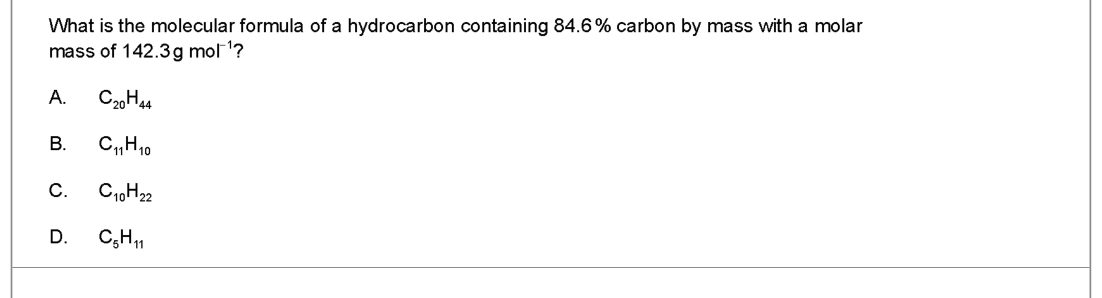 What is the molecular formula of a hydrocarbon containing 84.6% carbon by mass with a molar
mass of 142.3g mol⁻¹?
A. C₂₀H₄₄
B. C₁₁H₁₀
C. C₁₀H₂₂
D. C₅H₁₁